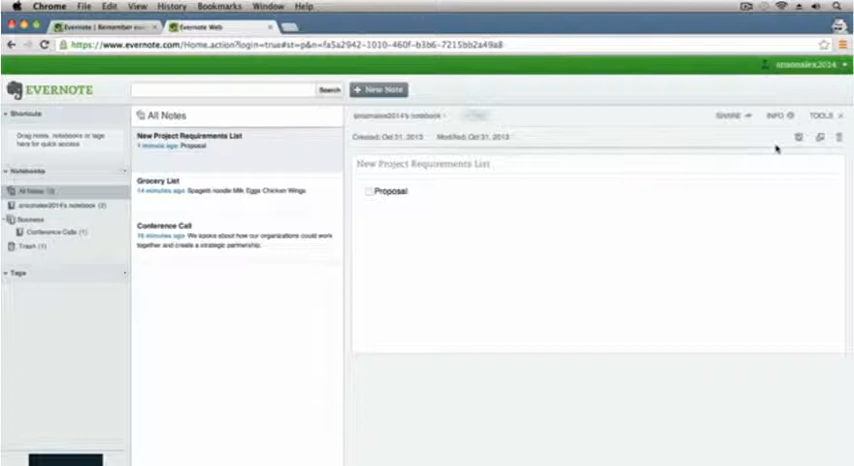 Chrome File Edit View History Bookmarks Window Help
Evernote | Remember
Evernote Web
https://www.evernote.com/Home.action?login=true#st=p&n=fa5a2942-1010-460f-b3b6-7215bb2a49a8
EVERNOTE
Search
+ New Note
Shortcuts
Drag notes, notebooks or tags
here for quick access
Notebooks
All Notes (3)
Business
Conference Calls (1)
Trash (1)
Tags
All Notes
New Project Requirements List
1 minute ago Proposal
Grocery List
14 minutes ago Spagetti noodle Milk Eggs Chicken Wings
Conference Call
16 minutes ago We spoke about how our organizations could work
together and create a strategic partnership.
SHARE INFO TOOLS
Created: Oct 31, 2013 Modified: Oct 31, 2013
New Project Requirements List
Proposal